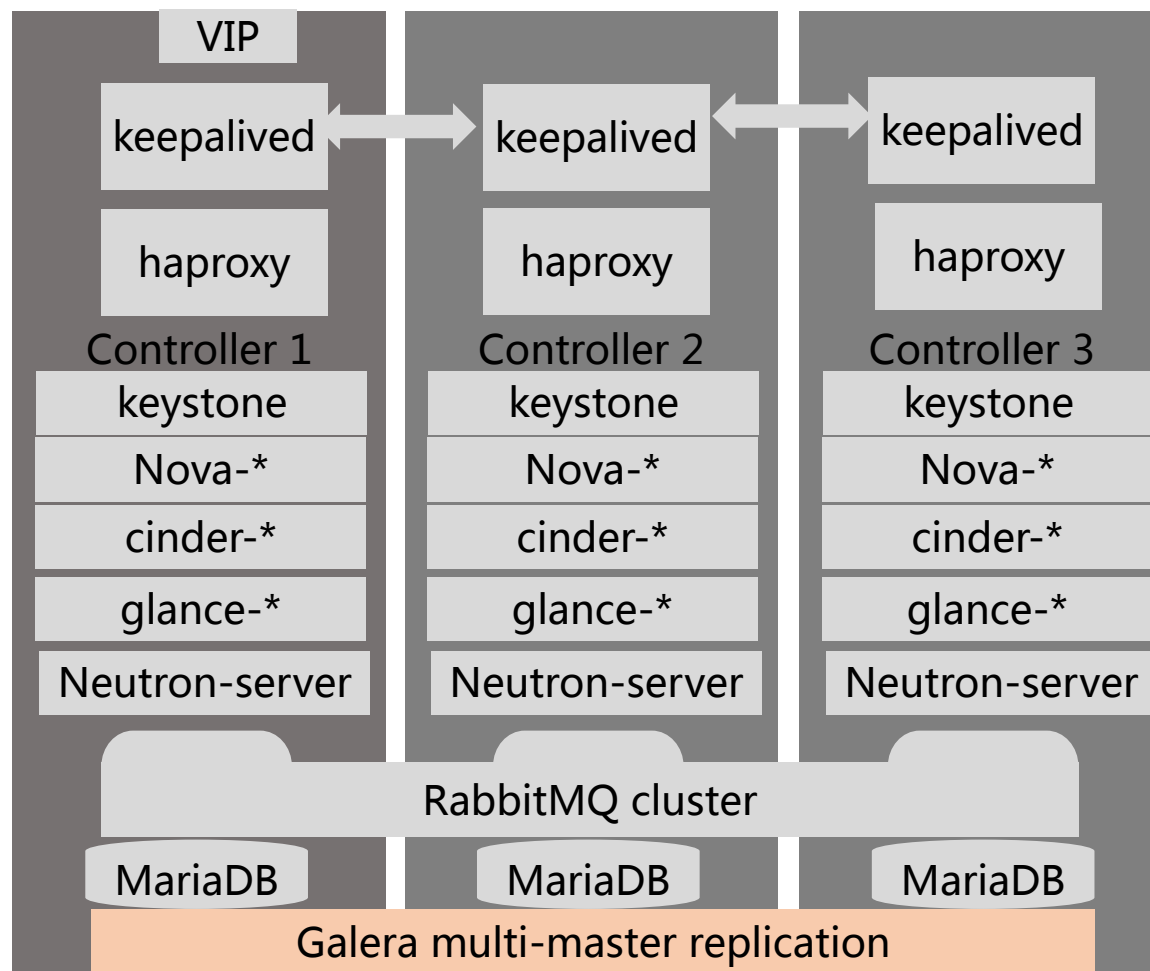 VIP
keepalived
keepalived
keepalived
haproxy
haproxy
haproxy
Controller 1
Controller 2
Controller 3
keystone
keystone
keystone
Nova-*
Nova-*
Nova-*
cinder-*
cinder-*
cinder-*
glance-*
glance-*
glance-*
Neutron-server
Neutron-server
Neutron-server
RabbitMQ cluster
MariaDB
MariaDB
MariaDB
Galera multi-master replication